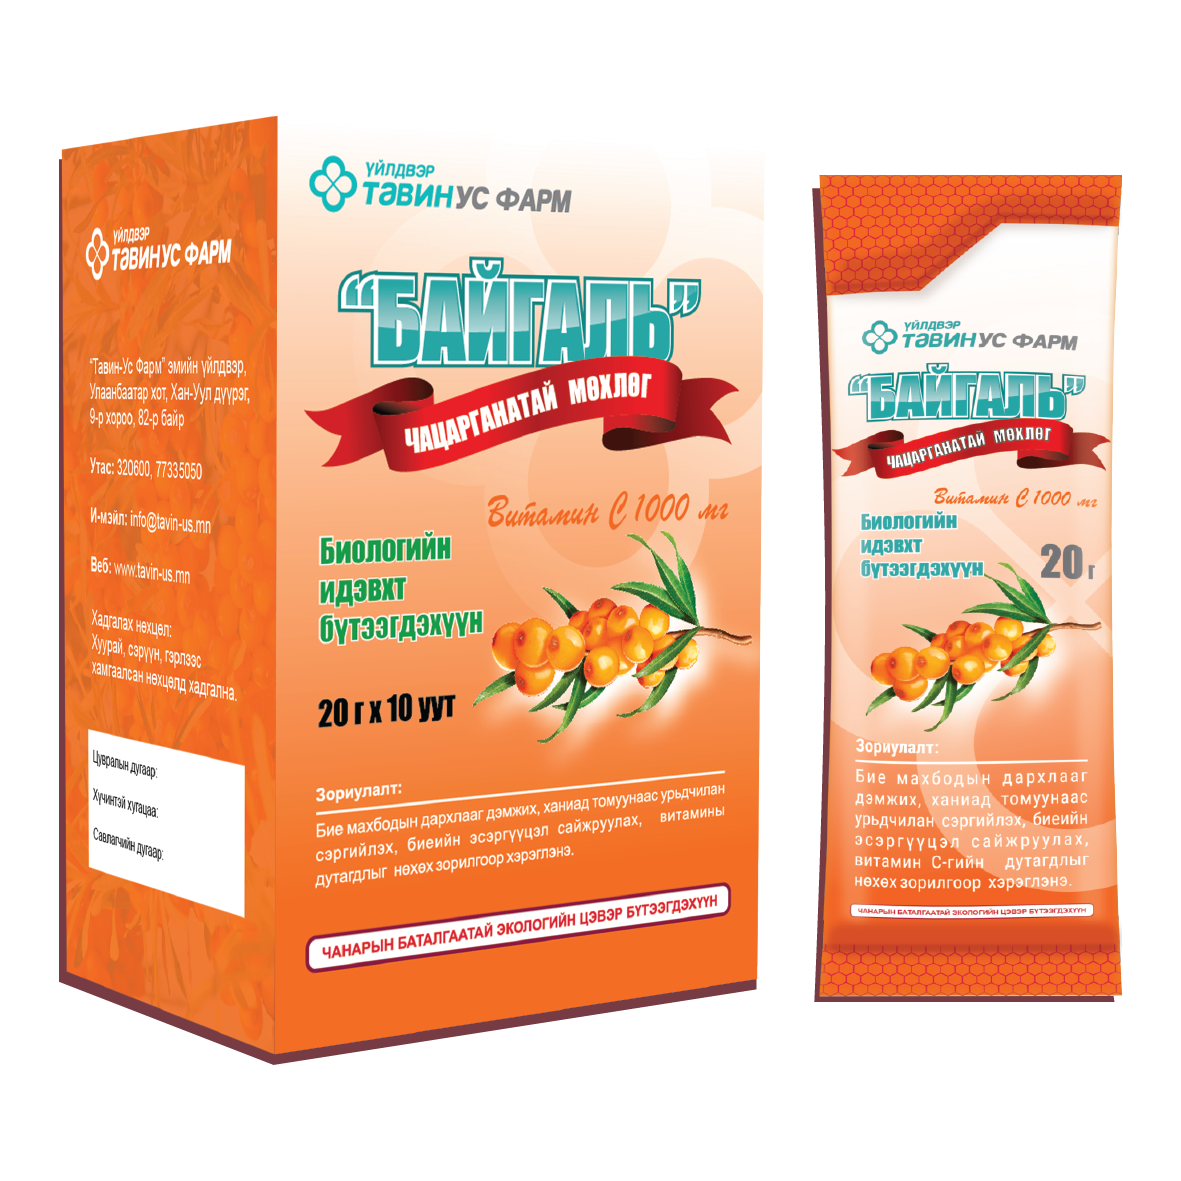 ҮЙЛДВЭР
ТәВИН УС ФАРМ
“Тавин-Ус Фарм” эмийн үйлдвэр,
Улаанбаатар хот, Хан-Уул дүүрэг,
9-р хороо, 82-р байр
Утас: 320600, 77335050
И-мэйл: info@tavin-us.mn
Веб: www.tavin-us.mn
Хадгалах нөхцөл:
Хуурай, сэрүүн, гэрлээс
хамгаалсан нөхцөлд хадгална.
Цувралын дугаар:
Хүчинтэй хугацаа:
Савлагчийн дугаар:
ҮЙЛДВЭР
ТәВИН УС ФАРМ
“БАЙГАЛЬ”
ЧАЦАРГАНАТАЙ МӨХЛӨГ
Витамин С 1000 мг
Биологийн
идэвхт
бүтээгдэхүүн
20 г х 10 уут
Зориулалт:
Бие махбодын дархлааг дэмжих, ханиад томуунаас урьдчилан
сэргийлэх, биеийн эсэргүүцэл сайжруулах, витамины
дутагдлыг нөхөх зорилгоор хэрэглэнэ.
ЧАНАРЫН БАТАЛГААТАЙ ЭКОЛОГИЙН ЦЭВЭР БҮТЭЭГДЭХҮҮН
ҮЙЛДВЭР
ТәВИН УС ФАРМ
“БАЙГАЛЬ”
ЧАЦАРГАНАТАЙ МӨХЛӨГ
Витамин С 1000 мг
Биологийн
идэвхт
бүтээгдэхүүн
20 г
Зориулалт:
Бие махбодын дархлааг
дэмжих, ханиад томуунаас
урьдчилан сэргийлэх, биеийн
эсэргүүцэл сайжруулах,
витамин С-гийн дутагдлыг
нөхөх зорилгоор хэрэглэнэ.
ЧАНАРЫН БАТАЛГААТАЙ ЭКОЛОГИЙН ЦЭВЭР БҮТЭЭГДЭХҮҮН